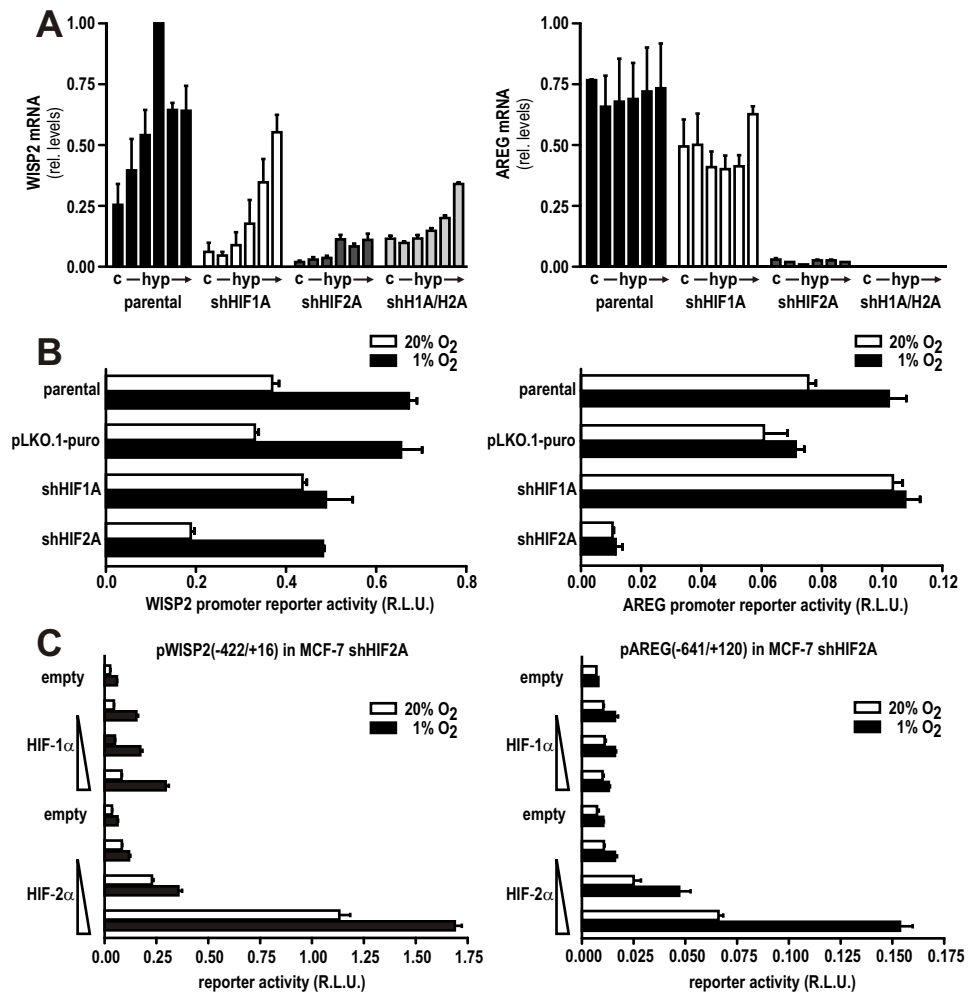 A
WISP2 mRNA
(rel. levels)
1.00
0.75
0.50
0.25
0.00
c – hyp → c – hyp → c – hyp → c – hyp →
parental shHIF1A shHIF2A shH1A/H2A
AREG mRNA
(rel. levels)
1.00
0.75
0.50
0.25
0.00
c – hyp → c – hyp → c – hyp → c – hyp →
parental shHIF1A shHIF2A shH1A/H2A
B
20% O2
1% O2
parental
pLKO.1-puro
shHIF1A
shHIF2A
0.0 0.2 0.4 0.6 0.8
WISP2 promoter reporter activity (R.L.U.)
20% O2
1% O2
parental
pLKO.1-puro
shHIF1A
shHIF2A
0.00 0.02 0.04 0.06 0.08 0.10 0.12
AREG promoter reporter activity (R.L.U.)
C
pWISP2(-422/+16) in MCF-7 shHIF2A
20% O2
1% O2
empty
HIF-1α
empty
HIF-2α
0.00 0.25 0.50 0.75 1.00 1.25 1.50 1.75
reporter activity (R.L.U.)
pAREG(-641/+120) in MCF-7 shHIF2A
20% O2
1% O2
empty
HIF-1α
empty
HIF-2α
0.000 0.025 0.050 0.075 0.100 0.125 0.150 0.175
reporter activity (R.L.U.)